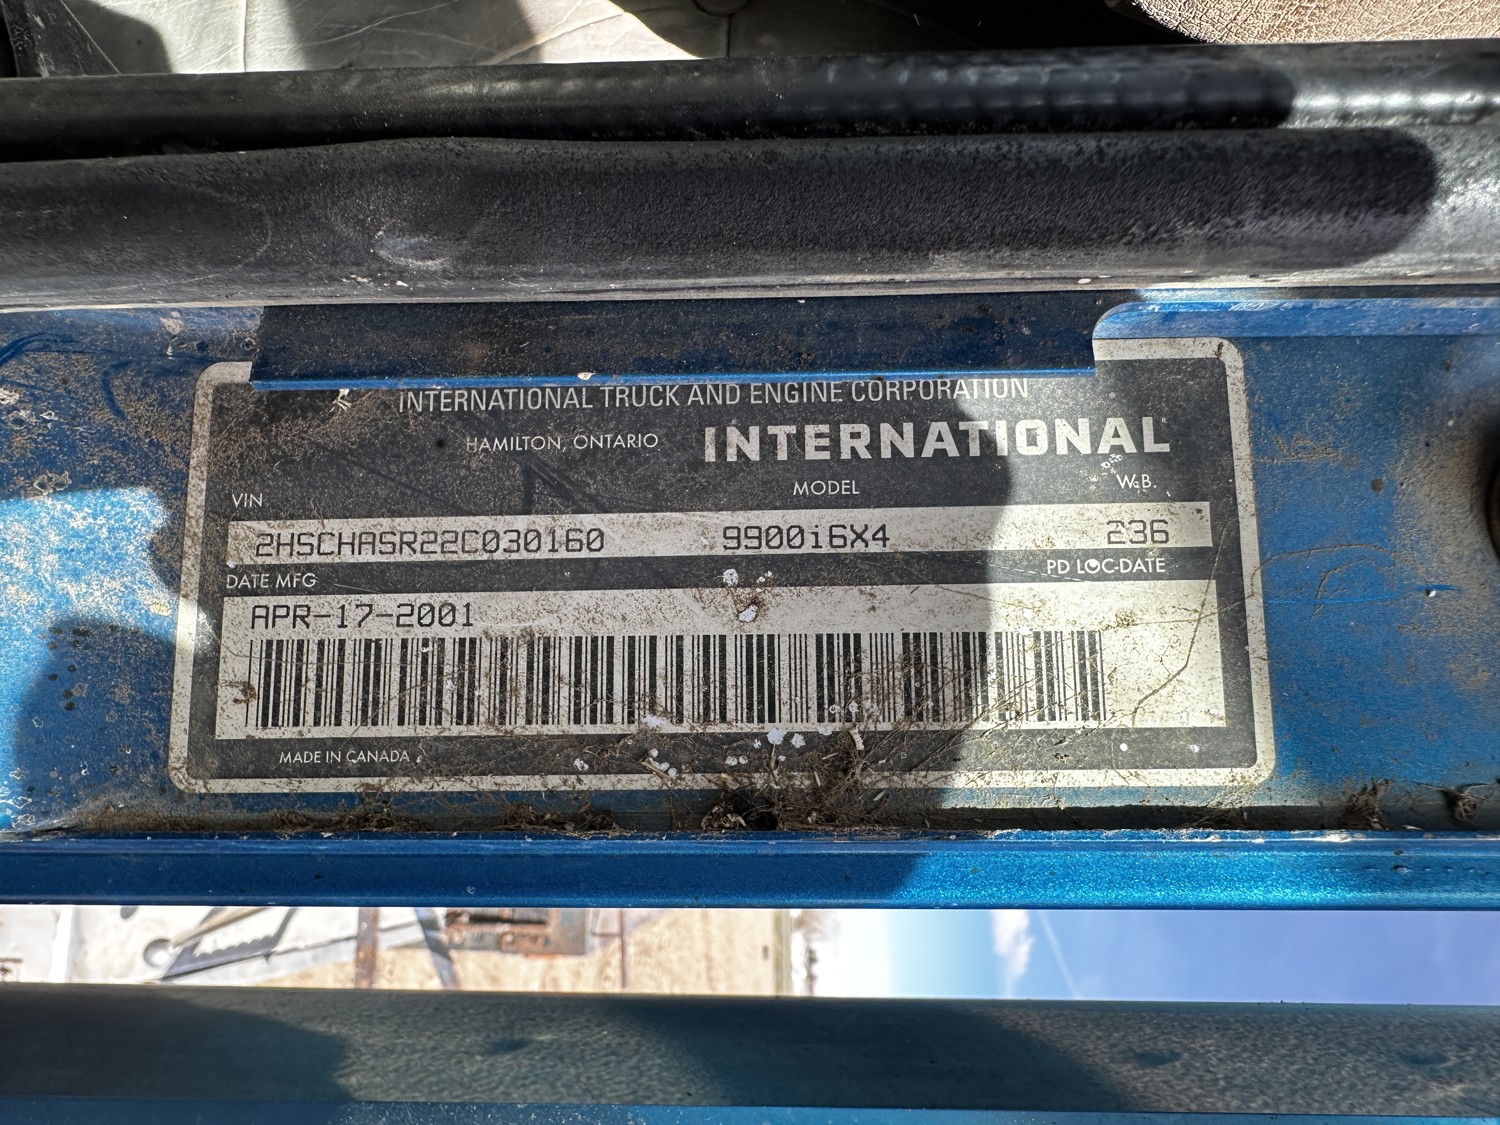 INTERNATIONAL TRUCK AND ENGINE CORPORATION
HAMILTON, ONTARIO INTERNATIONAL
VIN MODEL W.B.
2HSCHASR22C030160 9900i6X4 236
DATE MFG PD LOC-DATE
APR-17-2001
MADE IN CANADA